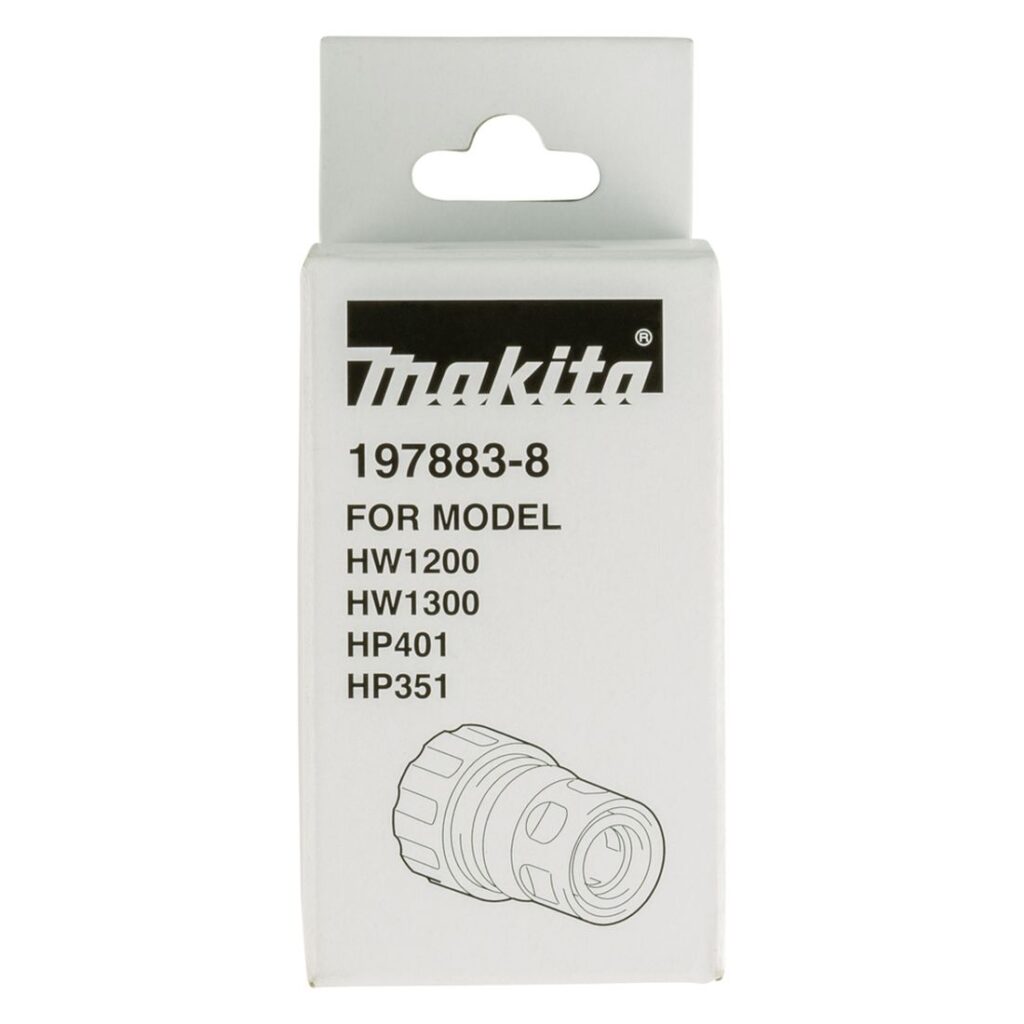 makita®
197883-8
FOR MODEL
HW1200
HW1300
HP401
HP351